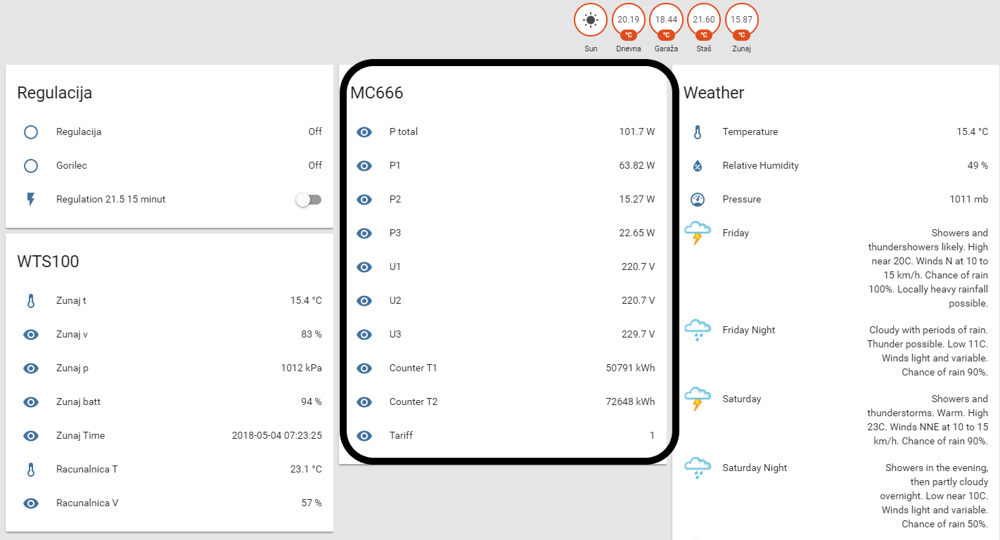 20.19
18.44
21.60
15.87
°C
°C
°C
°C
Sun
Dnevna
Garaža
Staš
Zunaj
Regulacija
Regulacija Off
Gorilec Off
Regulation 21.5 15 minut
WTS100
Zunaj t 15.4 °C
Zunaj v 83 %
Zunaj p 1012 kPa
Zunaj batt 94 %
Zunaj Time 2018-05-04 07:23:25
Racunalnica T 23.1 °C
Racunalnica V 57 %
MC666
P total 101.7 W
P1 63.82 W
P2 15.27 W
P3 22.65 W
U1 220.7 V
U2 220.7 V
U3 229.7 V
Counter T1 50791 kWh
Counter T2 72648 kWh
Tariff 1
Weather
Temperature 15.4 °C
Relative Humidity 49 %
Pressure 1011 mb
Friday Showers and
thundershowers likely. High
near 20C. Winds N at 10 to
15 km/h. Chance of rain
100%. Locally heavy rainfall
possible.
Friday Night Cloudy with periods of rain.
Thunder possible. Low 11C.
Winds light and variable.
Chance of rain 90%.
Saturday Showers and
thunderstorms. Warm. High
23C. Winds NNE at 10 to 15
km/h. Chance of rain 90%.
Saturday Night Showers in the evening,
then partly cloudy
overnight. Low near 10C.
Winds light and variable.
Chance of rain 50%.